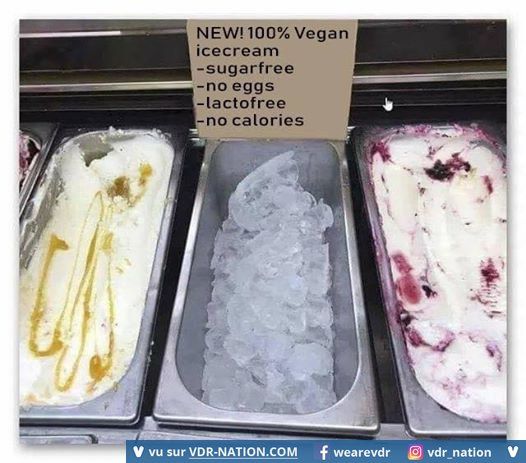 NEW! 100% Vegan
icecream
-sugarfree
-no eggs
-lactofree
-no calories
vu sur VDR-NATION.COM wearevdr vdr_nation